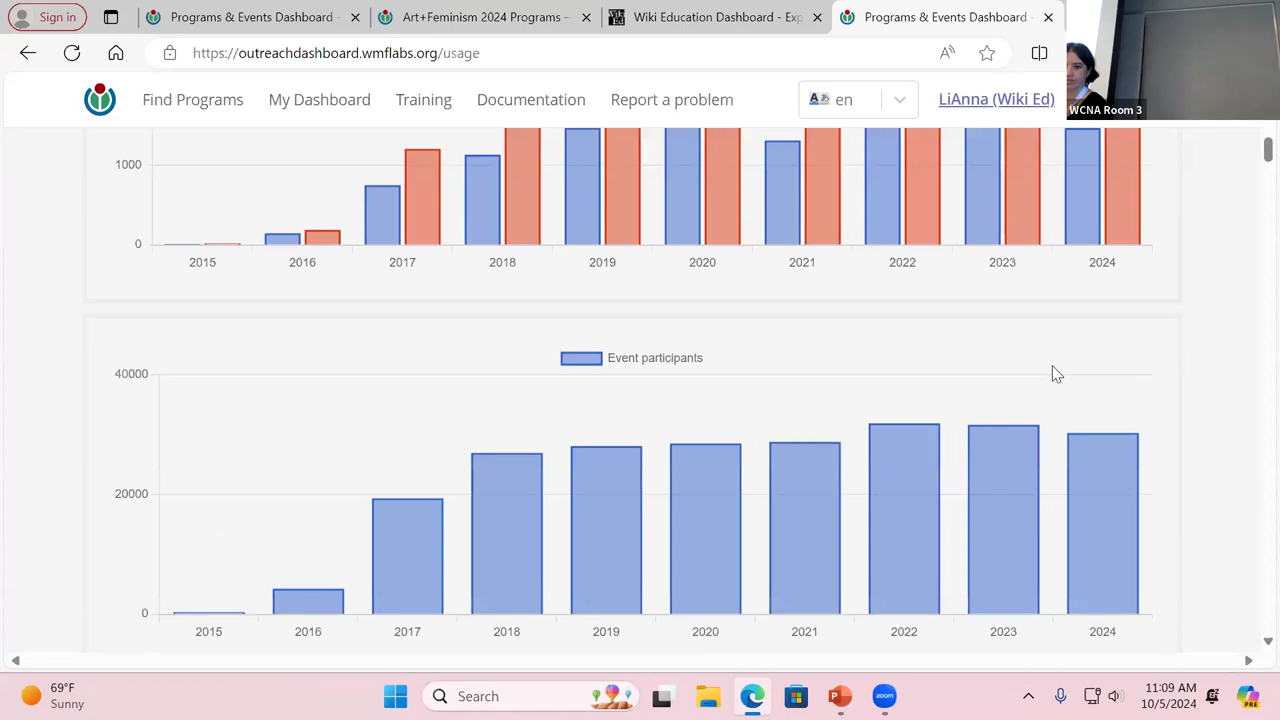 Sign in
Programs & Events Dashboard
Art+Feminism 2024 Programs –
Wiki Education Dashboard - Exp
Programs & Events Dashboard
https://outreachdashboard.wmflabs.org/usage
Find Programs
My Dashboard
Training
Documentation
Report a problem
en
LiAnna (Wiki Ed)
WCNA Room 3
1000
0
2015 2016 2017 2018 2019 2020 2021 2022 2023 2024
Event participants
40000
20000
0
2015 2016 2017 2018 2019 2020 2021 2022 2023 2024
69°F
Sunny
Search
zoom
11:09 AM
10/5/2024
PRE